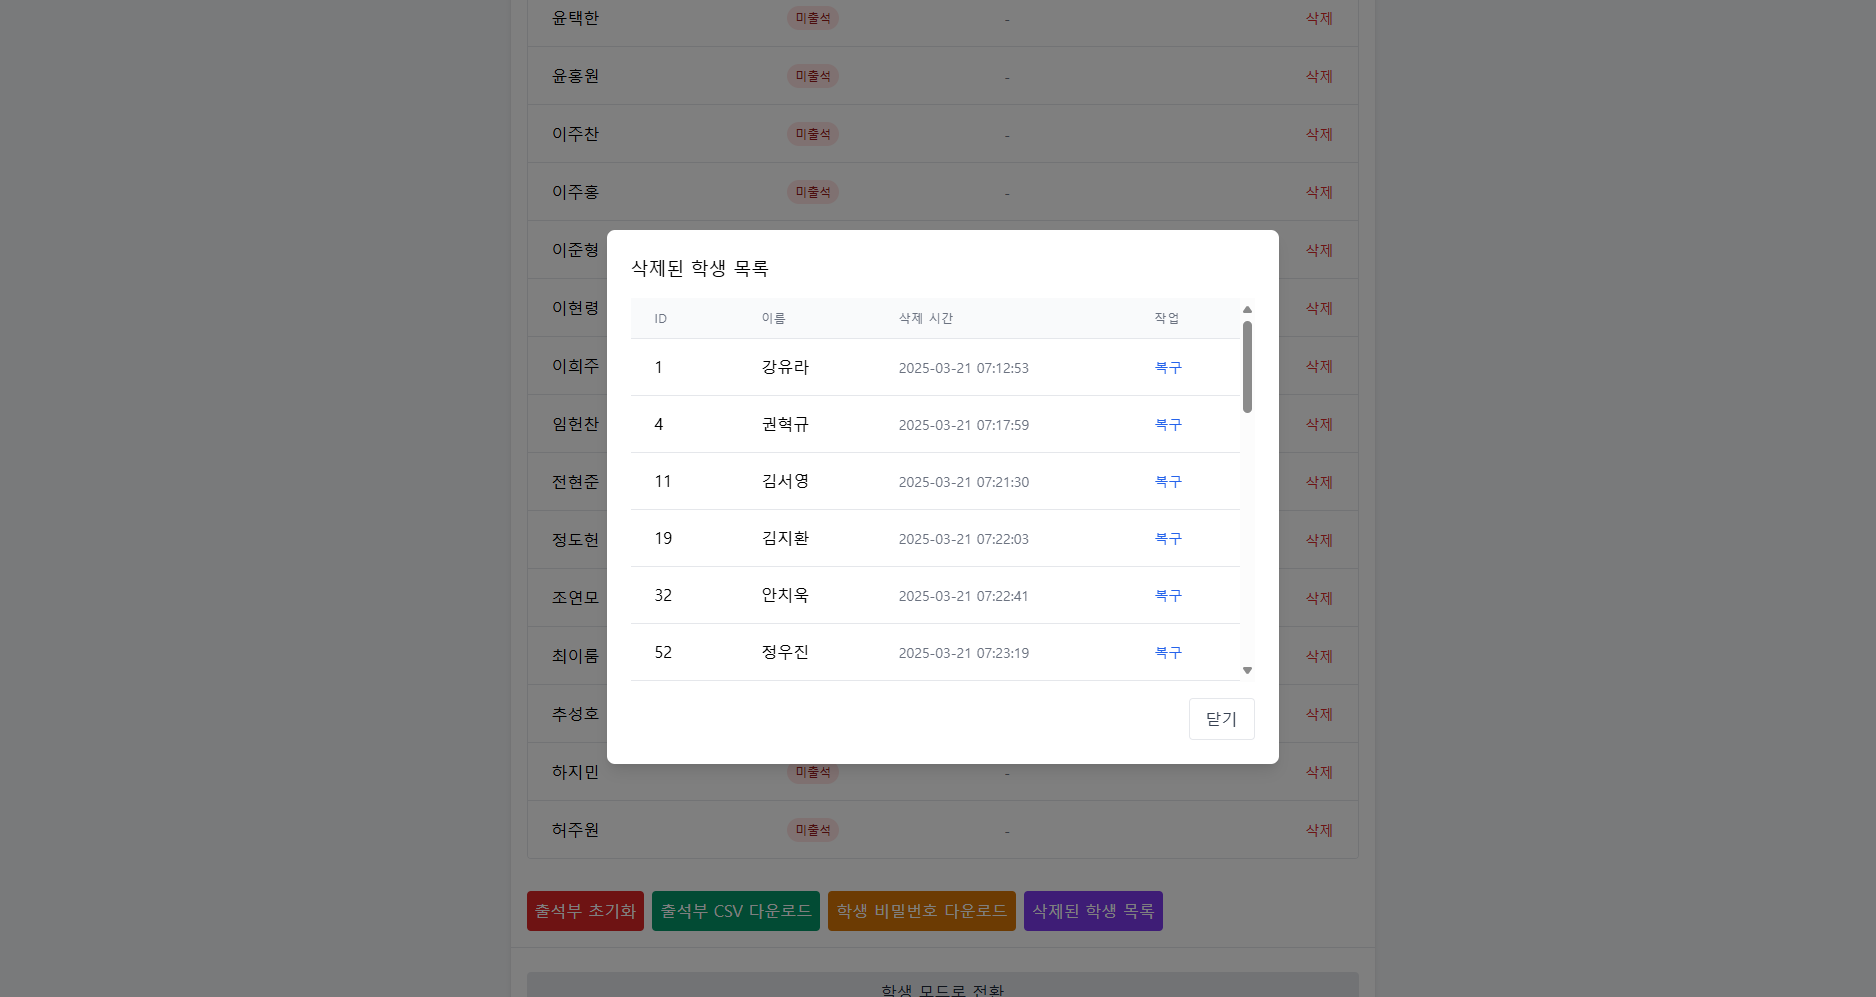 윤택한 미출석 - 삭제
윤홍원 미출석 - 삭제
이주찬 미출석 - 삭제
이주홍 미출석 - 삭제
이준형 삭제
이현령 삭제
이희주 삭제
임헌찬 삭제
전현준 삭제
정도헌 삭제
조연모 삭제
최이룸 삭제
추성호 삭제
하지민 미출석 - 삭제
허주원 미출석 - 삭제
삭제된 학생 목록
ID 이름 삭제 시간 작업
1 강유라 2025-03-21 07:12:53 복구
4 권혁규 2025-03-21 07:17:59 복구
11 김서영 2025-03-21 07:21:30 복구
19 김지환 2025-03-21 07:22:03 복구
32 안치욱 2025-03-21 07:22:41 복구
52 정우진 2025-03-21 07:23:19 복구
닫기
출석부 초기화 출석부 CSV 다운로드 학생 비밀번호 다운로드 삭제된 학생 목록
학생 모드로 전환